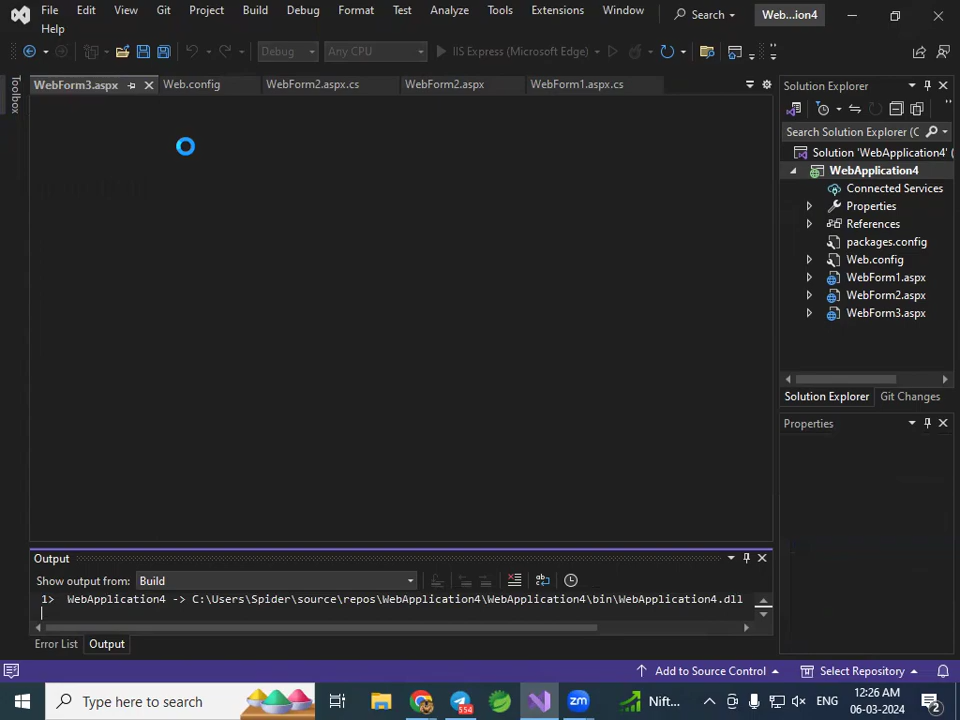 File Edit View Git Project Build Debug Format Test Analyze Tools Extensions Window Search Web...ion4
Help
Debug Any CPU IIS Express (Microsoft Edge)
Toolbox
WebForm3.aspx Web.config WebForm2.aspx.cs WebForm2.aspx WebForm1.aspx.cs
Solution Explorer
Search Solution Explorer (C
Solution 'WebApplication4' (
WebApplication4
Connected Services
Properties
References
packages.config
Web.config
WebForm1.aspx
WebForm2.aspx
WebForm3.aspx
Solution Explorer Git Changes
Properties
Output
Show output from: Build
1> WebApplication4 -> C:\Users\Spider\source\repos\WebApplication4\WebApplication4\bin\WebApplication4.dll
Error List Output
Add to Source Control Select Repository
Type here to search 554 zm Nift... ENG 12:26 AM 06-03-2024 2